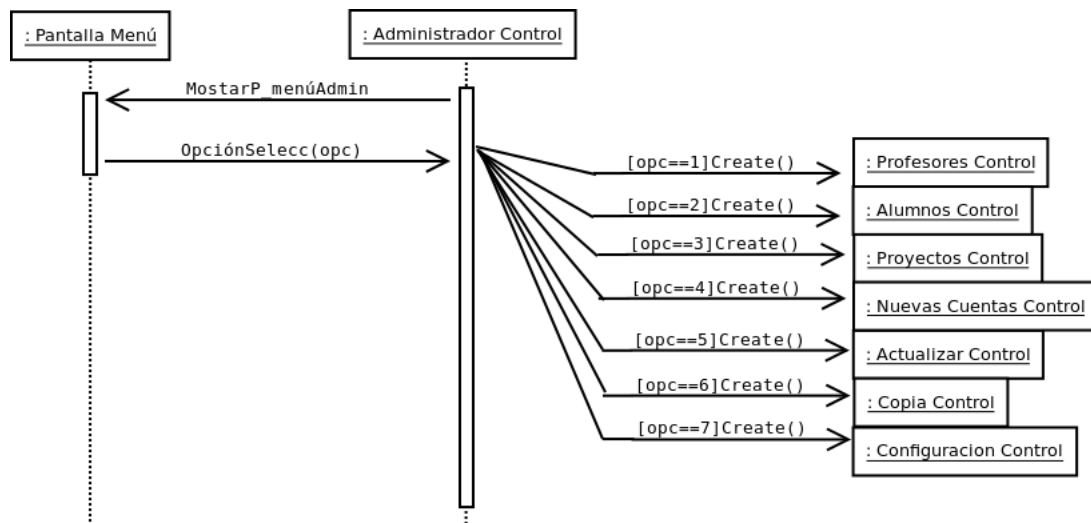 : Pantalla Menú
: Administrador Control
MostarP_menúAdmin
OpciónSelecc(opc)
[opc==1]Create()
: Profesores Control
[opc==2]Create()
: Alumnos Control
[opc==3]Create()
: Proyectos Control
[opc==4]Create()
: Nuevas Cuentas Control
[opc==5]Create()
: Actualizar Control
[opc==6]Create()
: Copia Control
[opc==7]Create()
: Configuracion Control